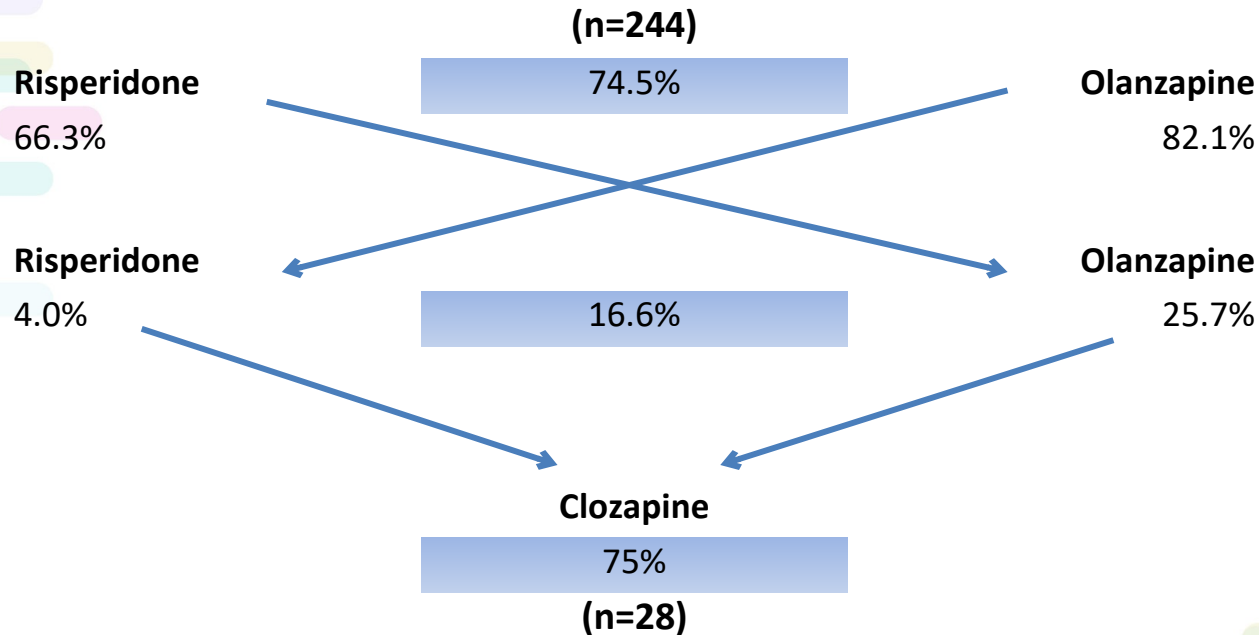 (n=244)
Risperidone 74.5% Olanzapine
66.3% 82.1%
Risperidone Olanzapine
4.0% 16.6% 25.7%
Clozapine
75%
(n=28)